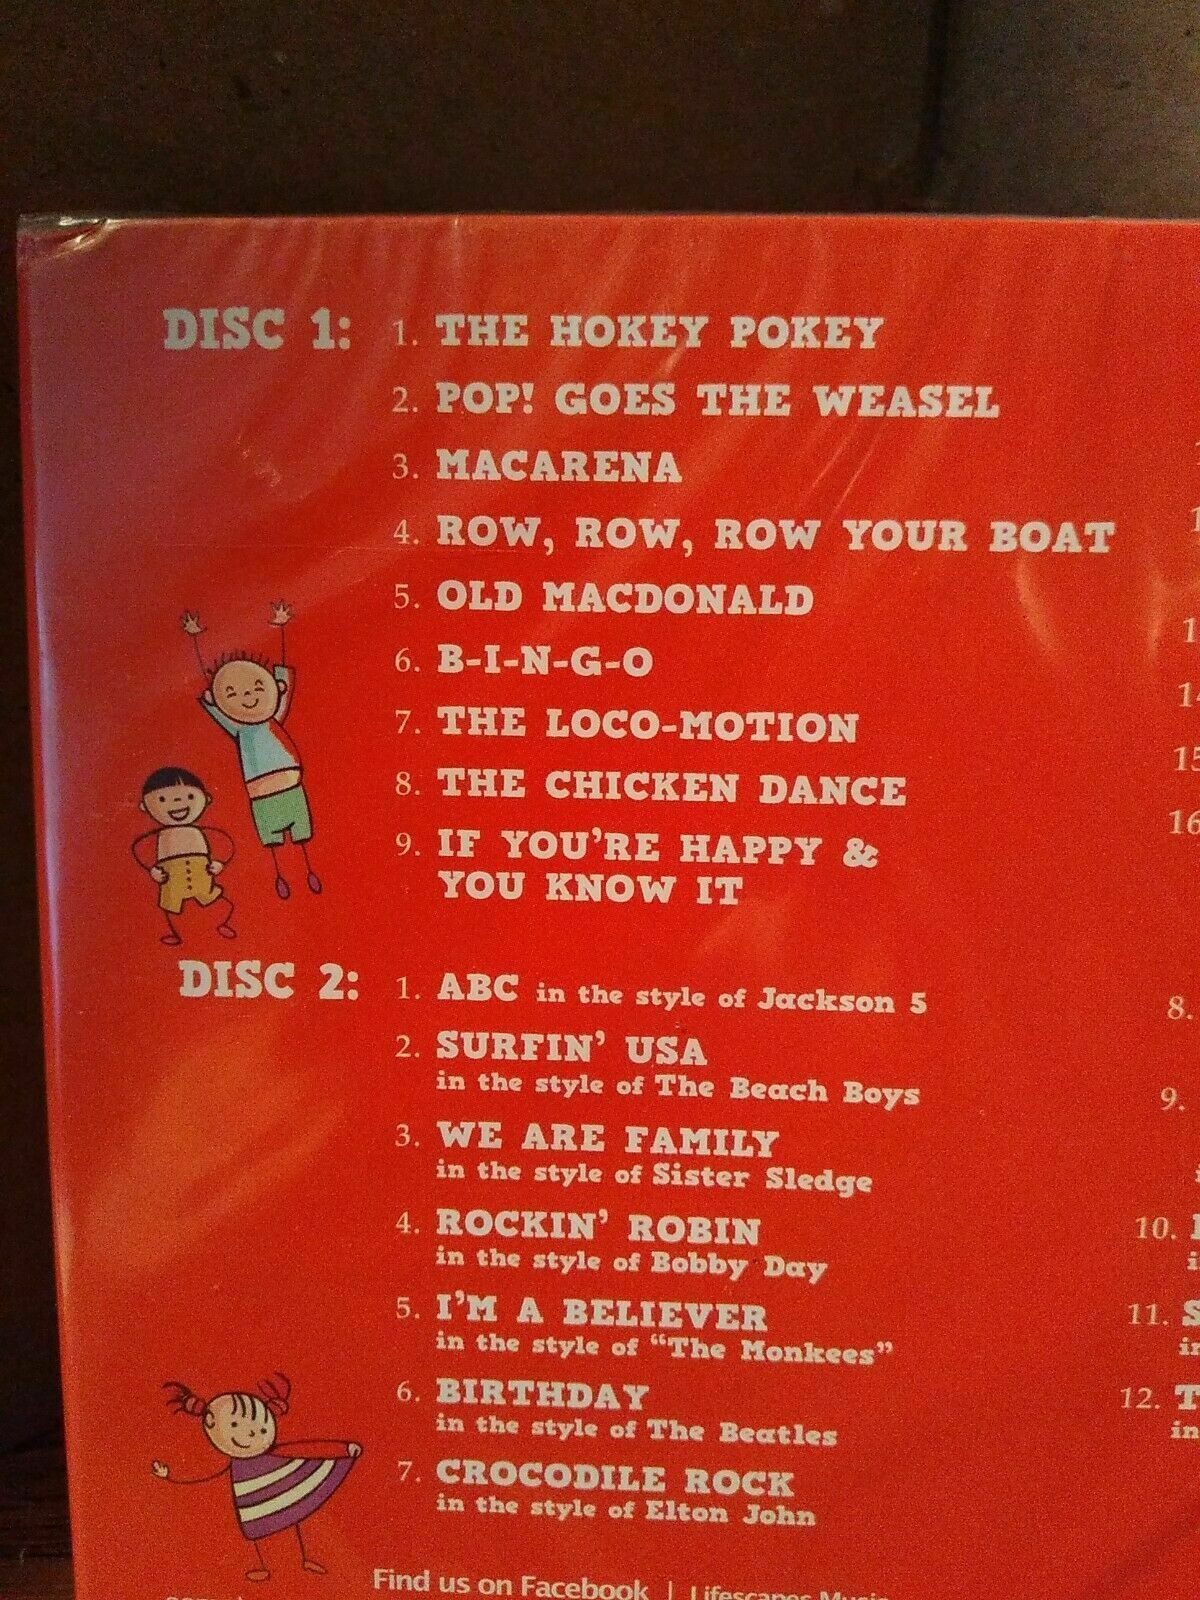 DISC 1: 1. THE HOKEY POKEY
2. POP! GOES THE WEASEL
3. MACARENA
4. ROW, ROW, ROW YOUR BOAT
5. OLD MACDONALD
6. B-I-N-G-O
7. THE LOCO-MOTION
8. THE CHICKEN DANCE
9. IF YOU'RE HAPPY &
YOU KNOW IT
15
16
DISC 2: 1. ABC in the style of Jackson 5
2. SURFIN' USA
in the style of The Beach Boys
3. WE ARE FAMILY
in the style of Sister Sledge
4. ROCKIN' ROBIN
in the style of Bobby Day
5. I'M A BELIEVER
in the style of "The Monkees"
6. BIRTHDAY
in the style of The Beatles
7. CROCODILE ROCK
in the style of Elton John
8.
9.
10.
11. S
in
12. T
in
Find us on Facebook | Lifescapes Music